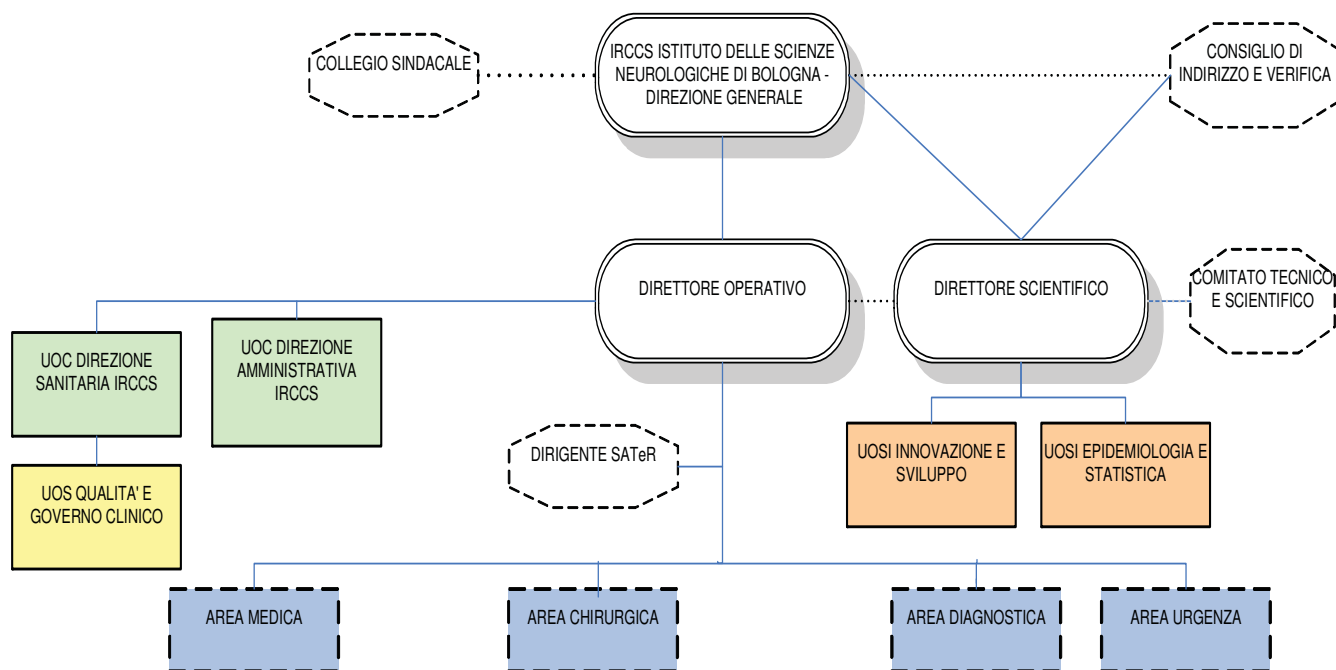 COLLEGIO SINDACALE
IRCCS ISTITUTO DELLE SCIENZE
NEUROLOGICHE DI BOLOGNA -
DIREZIONE GENERALE
CONSIGLIO DI
INDIRIZZO E VERIFICA
DIRETTORE OPERATIVO
DIRETTORE SCIENTIFICO
COMITATO TECNICO
E SCIENTIFICO
UOC DIREZIONE
SANITARIA IRCCS
UOC DIREZIONE
AMMINISTRATIVA
IRCCS
DIRIGENTE SATeR
UOSI INNOVAZIONE E
SVILUPPO
UOSI EPIDEMIOLOGIA E
STATISTICA
UOS QUALITA' E
GOVERNO CLINICO
AREA MEDICA
AREA CHIRURGICA
AREA DIAGNOSTICA
AREA URGENZA